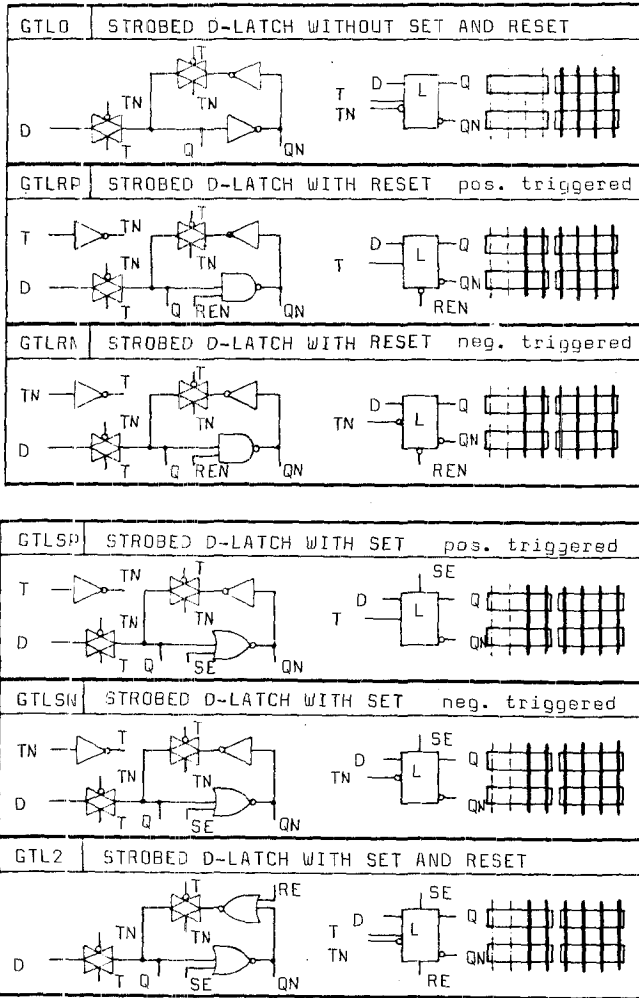 GTL0 STROBED D-LATCH WITHOUT SET AND RESET
T
TN TN
D T Q QN
D L Q
T
TN QN
GTLRP STROBED D-LATCH WITH RESET pos. triggered
T TN T
TN TN
D T Q REN QN
D L Q
T QN
REN
GTLRN STROBED D-LATCH WITH RESET neg. triggered
TN T T
TN TN
D T Q REN QN
D L Q
TN QN
REN
GTLSP STROBED D-LATCH WITH SET pos. triggered
T TN T
TN
D T Q SE QN
SE
D L Q
T QN
GTLSN STROBED D-LATCH WITH SET neg. triggered
TN T T
TN TN
D T Q SE QN
SE
D L Q
TN QN
GTL2 STROBED D-LATCH WITH SET AND RESET
T RE
TN TN
D T Q SE QN
SE
D L Q
T
TN QN
RE